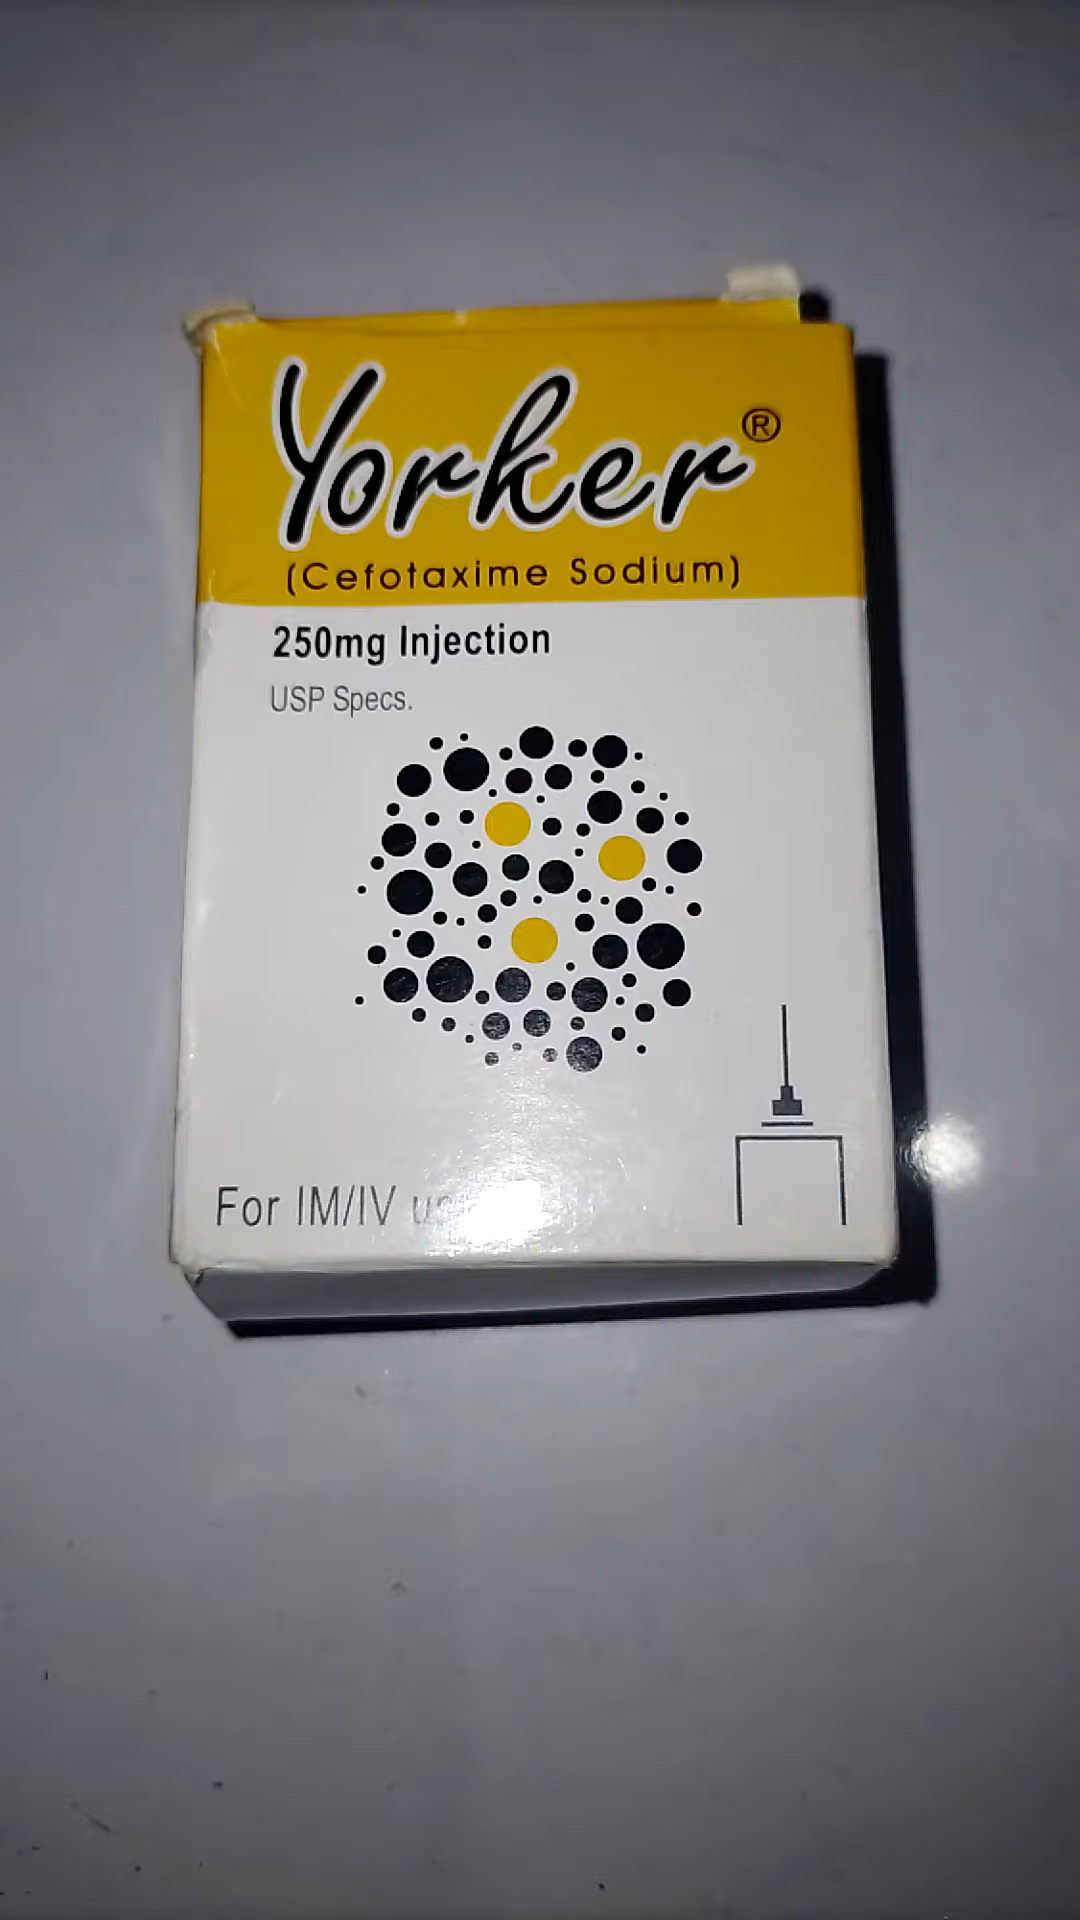 Yorker®
(Cefotaxime Sodium)
250mg Injection
USP Specs.
For IM/IV